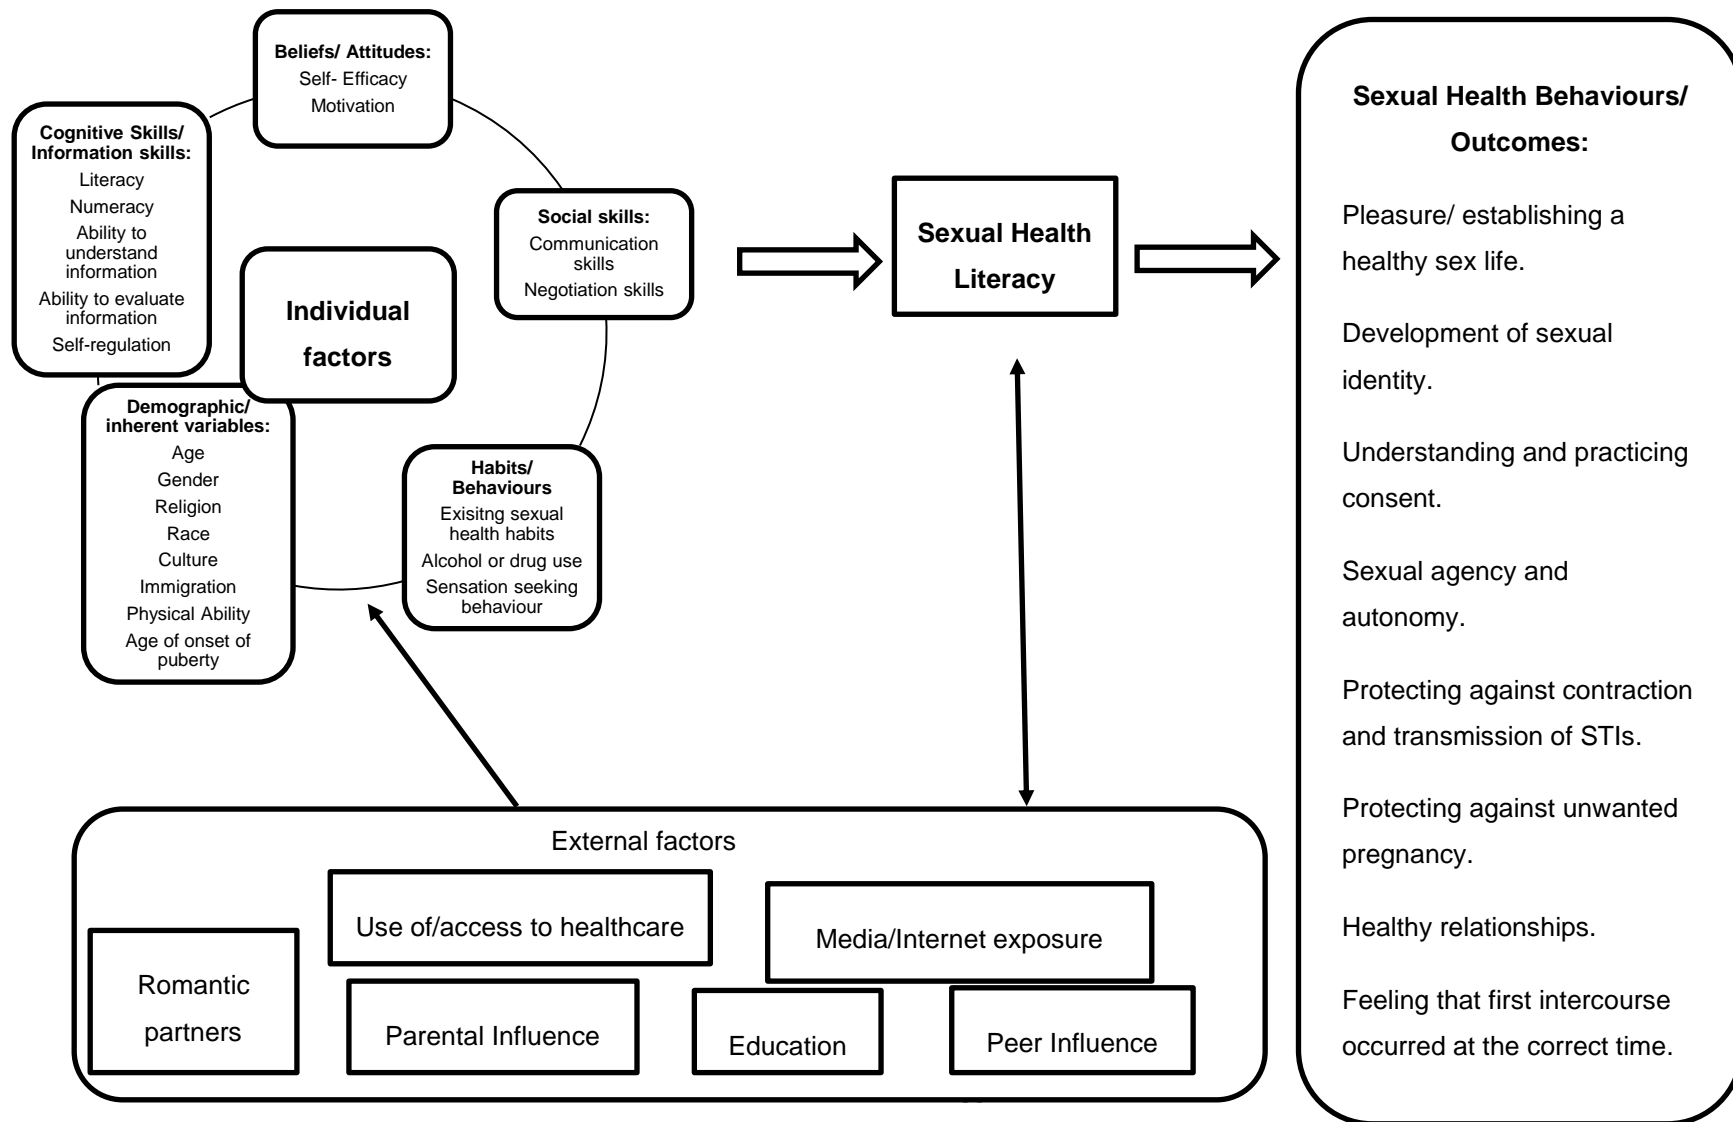 Beliefs/ Attitudes:
Self- Efficacy
Motivation
Cognitive Skills/
Information skills:
Literacy
Numeracy
Ability to
understand
information
Ability to evaluate
information
Self-regulation
Social skills:
Communication
skills
Negotiation skills
Individual
factors
Demographic/
inherent variables:
Age
Gender
Religion
Race
Culture
Immigration
Physical Ability
Age of onset of
puberty
Habits/
Behaviours
Exisitng sexual
health habits
Alcohol or drug use
Sensation seeking
behaviour
Sexual Health
Literacy
Sexual Health Behaviours/
Outcomes:
Pleasure/ establishing a
healthy sex life.
Development of sexual
identity.
Understanding and practicing
consent.
Sexual agency and
autonomy.
Protecting against contraction
and transmission of STIs.
Protecting against unwanted
pregnancy.
Healthy relationships.
Feeling that first intercourse
occurred at the correct time.
External factors
Use of/access to healthcare
Media/Internet exposure
Romantic
partners
Parental Influence
Education
Peer Influence